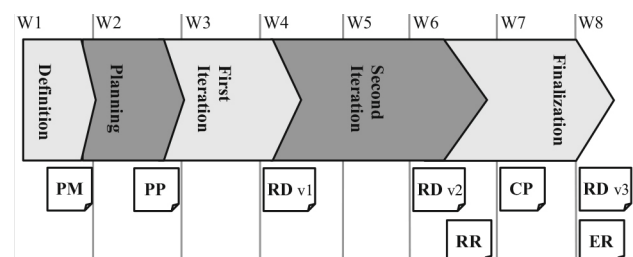 W1 W2 W3 W4 W5 W6 W7 W8
Definition
Planning
First
Iteration
Second
Iteration
Finalization
PM PP RD v1 RD v2 CP RD v3
RR ER